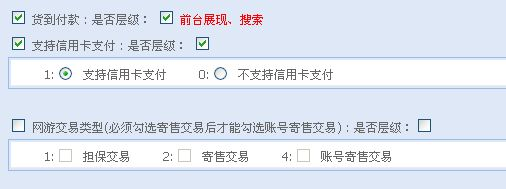 货到付款：是否层级： 前台展现、搜索
支持信用卡支付：是否层级：
1: 支持信用卡支付 0: 不支持信用卡支付
网游交易类型(必须勾选寄售交易后才能勾选账号寄售交易)：是否层级：
1: 担保交易 2: 寄售交易 4: 账号寄售交易